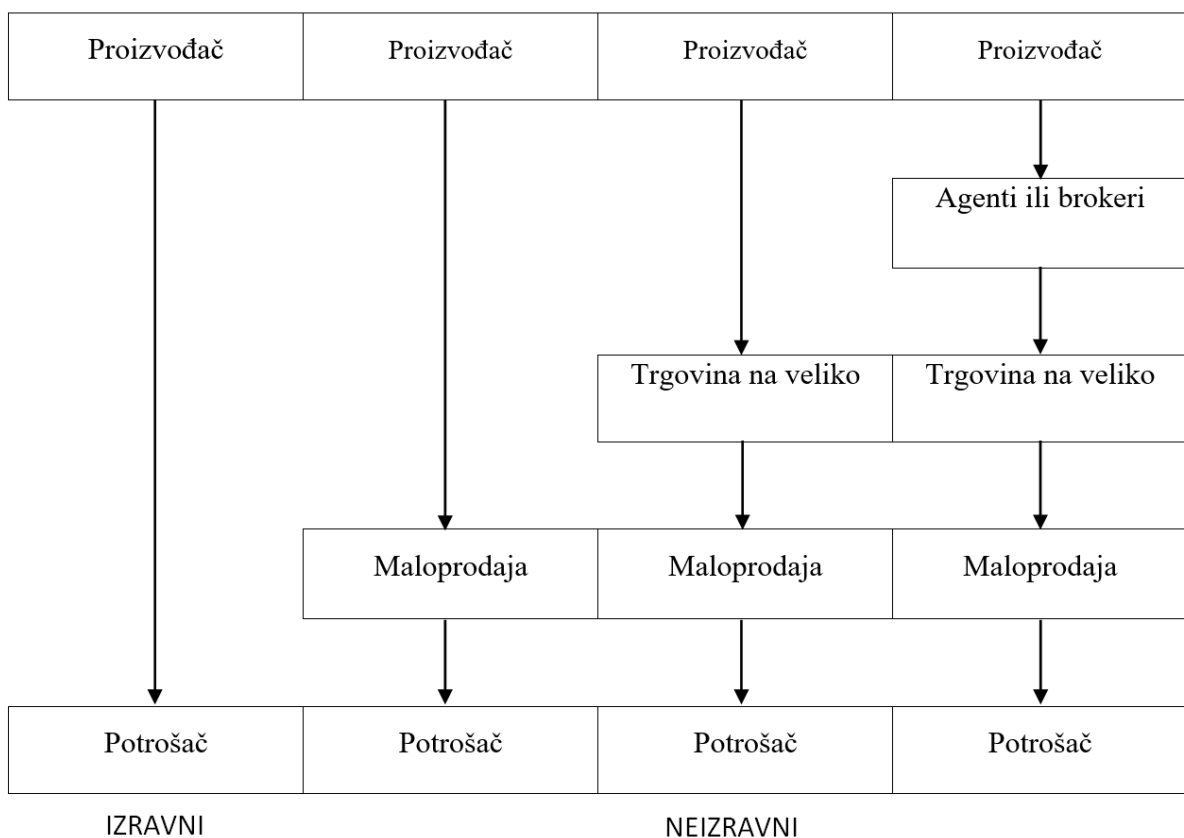 Proizvođač
Proizvođač
Proizvođač
Proizvođač
Agenti ili brokeri
Trgovina na veliko
Trgovina na veliko
Maloprodaja
Maloprodaja
Maloprodaja
Potrošač
Potrošač
Potrošač
Potrošač
IZRAVNI
NEIZRAVNI